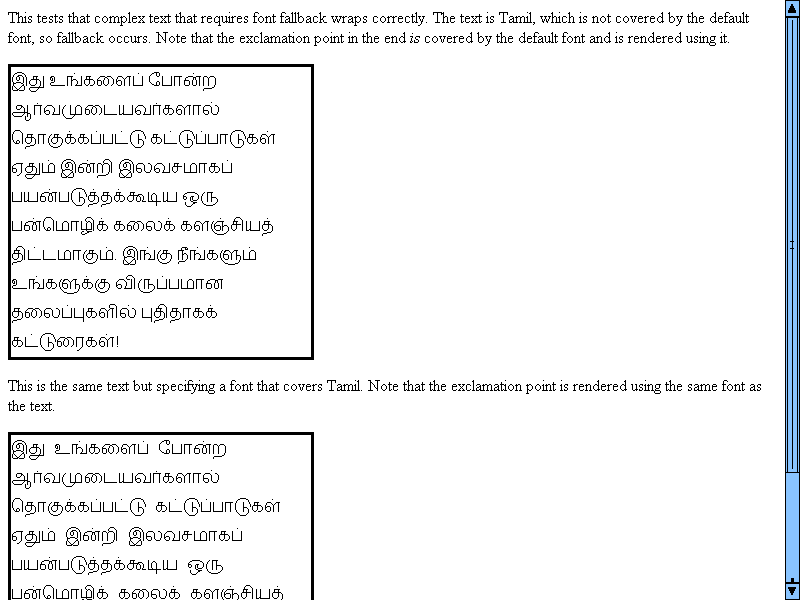 This tests that complex text that requires font fallback wraps correctly. The text is Tamil, which is not covered by the default
font, so fallback occurs. Note that the exclamation point in the end is covered by the default font and is rendered using it.
இது உங்களைப் போன்ற
ஆர்வமுடையவர்களால்
தொகுக்கப்பட்டு கட்டுப்பாடுகள்
ஏதும் இன்றி இலவசமாகப்
பயன்படுத்தக்கூடிய ஒரு
பன்மொழிக் கலைக் களஞ்சியத்
திட்டமாகும். இங்கு நீங்களும்
உங்களுக்கு விருப்பமான
தலைப்புகளில் புதிதாகக்
கட்டுரைகள்!
This is the same text but specifying a font that covers Tamil. Note that the exclamation point is rendered using the same font as
the text.
இது உங்களைப் போன்ற
ஆர்வமுடையவர்களால்
தொகுக்கப்பட்டு கட்டுப்பாடுகள்
ஏதும் இன்றி இலவசமாகப்
பயன்படுத்தக்கூடிய ஒரு
பன்மொழிக் கலைக் களஞ்சியத்